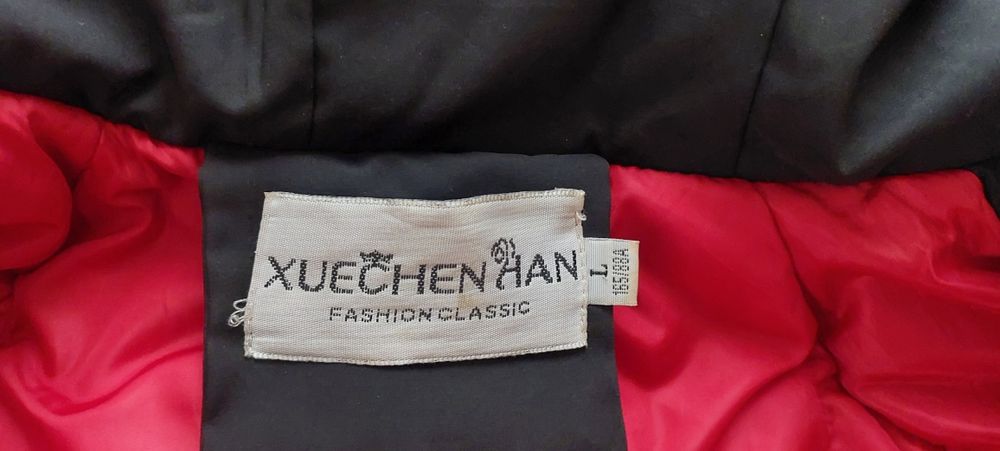 XUECHEN HAN
FASHION CLASSIC
L
165/88A